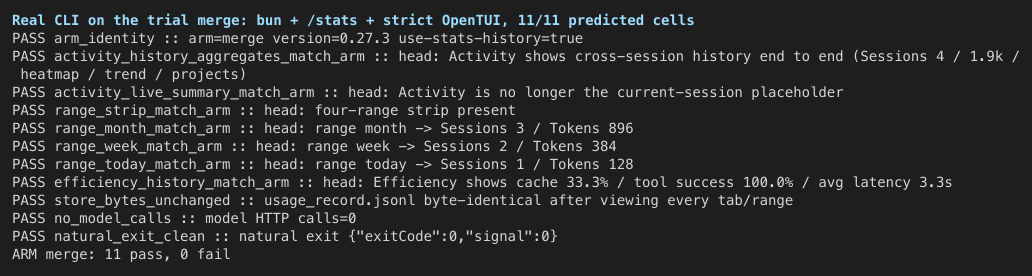 Real CLI on the trial merge: bun + /stats + strict OpenTUI, 11/11 predicted cells
PASS arm_identity :: arm=merge version=0.27.3 use-stats-history=true
PASS activity_history_aggregates_match_arm :: head: Activity shows cross-session history end to end (Sessions 4 / 1.9k /
heatmap / trend / projects)
PASS activity_live_summary_match_arm :: head: Activity is no longer the current-session placeholder
PASS range_strip_match_arm :: head: four-range strip present
PASS range_month_match_arm :: head: range month -> Sessions 3 / Tokens 896
PASS range_week_match_arm :: head: range week -> Sessions 2 / Tokens 384
PASS range_today_match_arm :: head: range today -> Sessions 1 / Tokens 128
PASS efficiency_history_match_arm :: head: Efficiency shows cache 33.3% / tool success 100.0% / avg latency 3.3s
PASS store_bytes_unchanged :: usage_record.jsonl byte-identical after viewing every tab/range
PASS no_model_calls :: model HTTP calls=0
PASS natural_exit_clean :: natural exit {"exitCode":0,"signal":0}
ARM merge: 11 pass, 0 fail